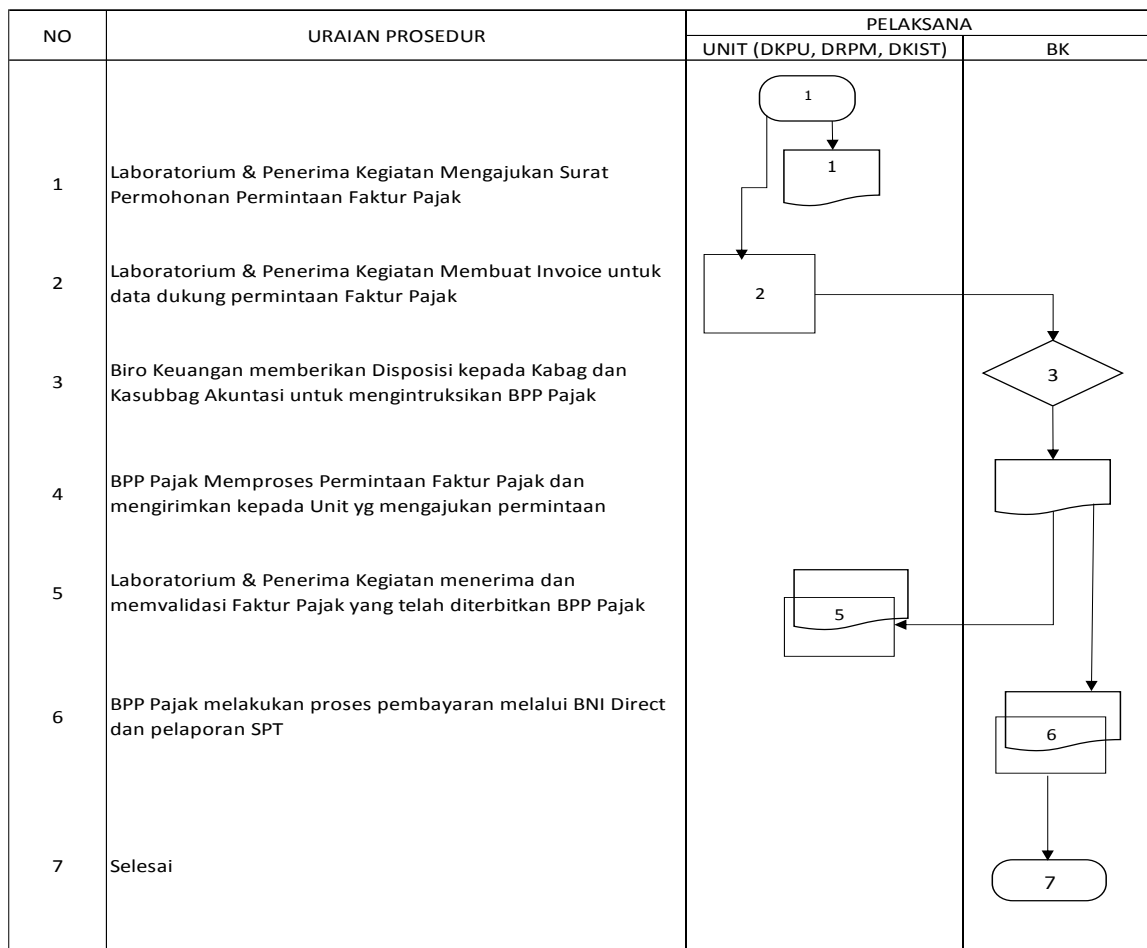 NO
URAIAN PROSEDUR
PELAKSANA
UNIT (DKPU, DRPM, DKIST)
BK
1
1
Laboratorium & Penerima Kegiatan Mengajukan Surat
Permohonan Permintaan Faktur Pajak
1
2
Laboratorium & Penerima Kegiatan Membuat Invoice untuk
data dukung permintaan Faktur Pajak
2
3
Biro Keuangan memberikan Disposisi kepada Kabag dan
Kasubbag Akuntasi untuk mengintruksikan BPP Pajak
3
4
BPP Pajak Memproses Permintaan Faktur Pajak dan
mengirimkan kepada Unit yg mengajukan permintaan
5
Laboratorium & Penerima Kegiatan menerima dan
memvalidasi Faktur Pajak yang telah diterbitkan BPP Pajak
5
6
BPP Pajak melakukan proses pembayaran melalui BNI Direct
dan pelaporan SPT
6
7
Selesai
7